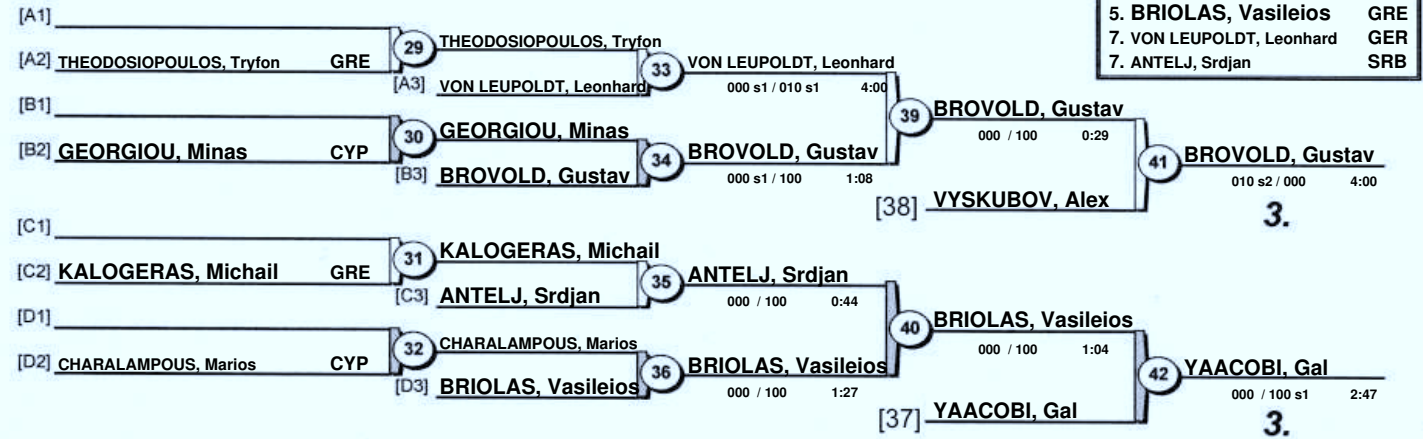 5. BRIOLAS, Vasileios GRE
7. VON LEUPOLDT, Leonhard GER
7. ANTELJ, Srdjan SRB
[A1]
[A2] THEODOSIOPOULOS, Tryfon GRE
29
THEODOSIOPOULOS, Tryfon
[A3] VON LEUPOLDT, Leonhard
33
VON LEUPOLDT, Leonhard
000 s1 / 010 s1 4:00
[B1]
[B2] GEORGIOU, Minas CYP
30
GEORGIOU, Minas
[B3] BROVOLD, Gustav
34
BROVOLD, Gustav
000 s1 / 100 1:08
39
BROVOLD, Gustav
000 / 100 0:29
[38] VYSKUBOV, Alex
41
BROVOLD, Gustav
010 s2 / 000 4:00
3.
[C1]
[C2] KALOGERAS, Michail GRE
31
KALOGERAS, Michail
[C3] ANTELJ, Srdjan
35
ANTELJ, Srdjan
000 / 100 0:44
[D1]
[D2] CHARALAMPOUS, Marios CYP
32
CHARALAMPOUS, Marios
[D3] BRIOLAS, Vasileios
36
BRIOLAS, Vasileios
000 / 100 1:27
40
BRIOLAS, Vasileios
000 / 100 1:04
[37] YAACOBI, Gal
42
YAACOBI, Gal
000 / 100 s1 2:47
3.